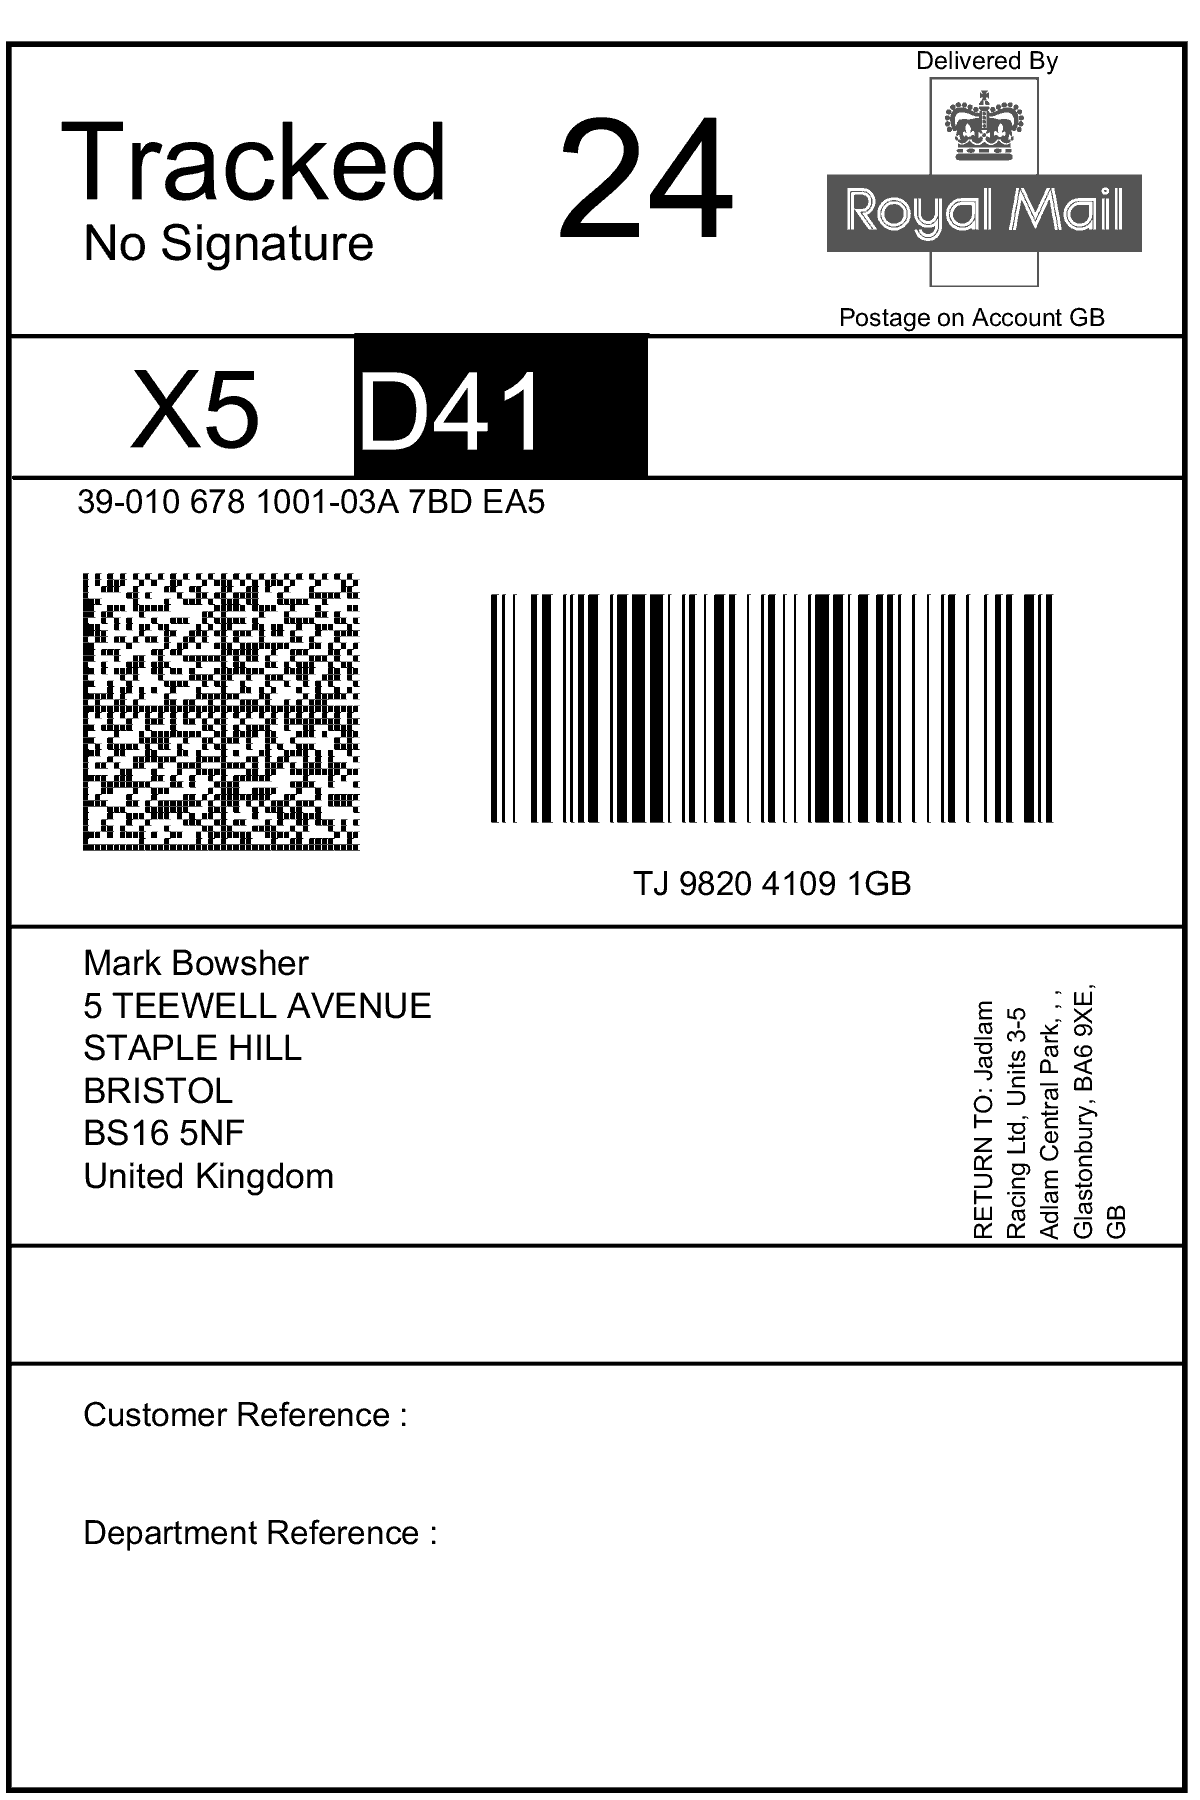 Delivered By
Tracked 24
No Signature
Royal Mail
Postage on Account GB
X5 D41
39-010 678 1001-03A 7BD EA5
TJ 9820 4109 1GB
Mark Bowsher
5 TEEWELL AVENUE
STAPLE HILL
BRISTOL
BS16 5NF
United Kingdom
RETURN TO: Jadlam
Racing Ltd, Units 3-5
Adlam Central Park, , ,
Glastonbury, BA6 9XE,
GB
Customer Reference :
Department Reference :